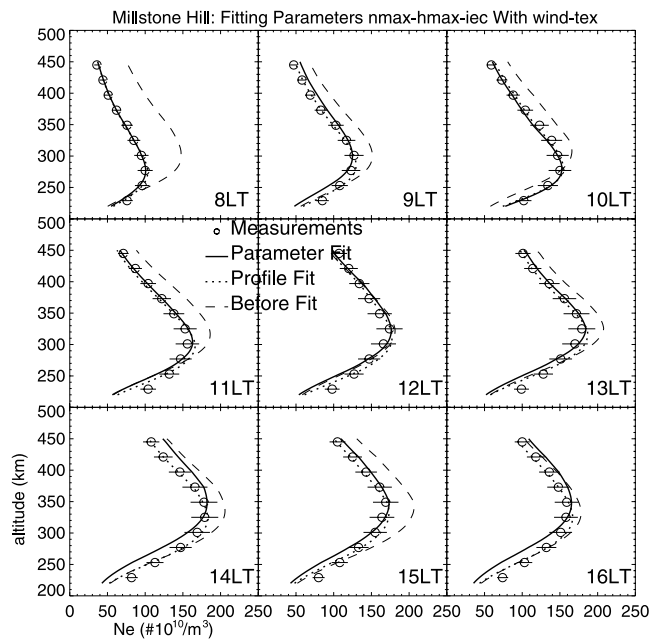 Millstone Hill: Fitting Parameters nmax-hmax-iec With wind-tex
500
450
400
350
300
250
8LT
9LT
10LT
450
400
350
300
250
Measurements
Parameter Fit
Profile Fit
Before Fit
11LT
12LT
13LT
500
450
400
350
300
250
200
altitude (km)
14LT
15LT
16LT
0 50 100 150 200 250 50 100 150 200 250 50 100 150 200 250
Ne (#10^10/m^3)